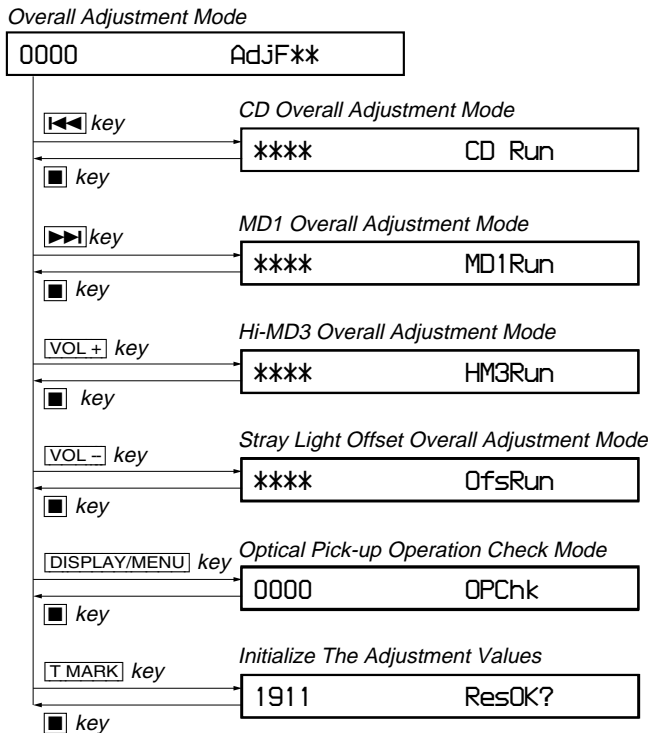 Overall Adjustment Mode
0000 AdjF**
⏮ key
CD Overall Adjustment Mode
**** CD Run
■ key
⏭ key
MD1 Overall Adjustment Mode
**** MD1Run
■ key
VOL + key
Hi-MD3 Overall Adjustment Mode
**** HM3Run
■ key
VOL – key
Stray Light Offset Overall Adjustment Mode
**** OfsRun
■ key
DISPLAY/MENU key
Optical Pick-up Operation Check Mode
0000 OPChk
■ key
T MARK key
Initialize The Adjustment Values
1911 ResOK?
■ key